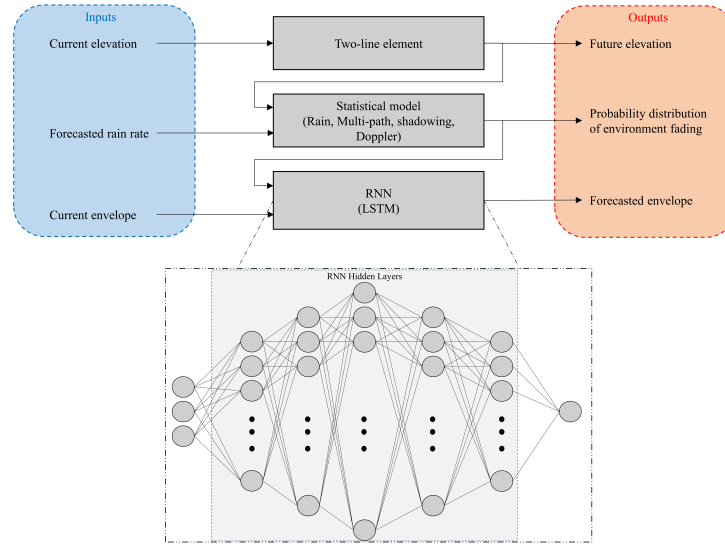 Inputs
Outputs
Current elevation
Two-line element
Future elevation
Forecasted rain rate
Statistical model
(Rain, Multi-path, shadowing,
Doppler)
Probability distribution
of environment fading
Current envelope
RNN
(LSTM)
Forecasted envelope
RNN Hidden Layers